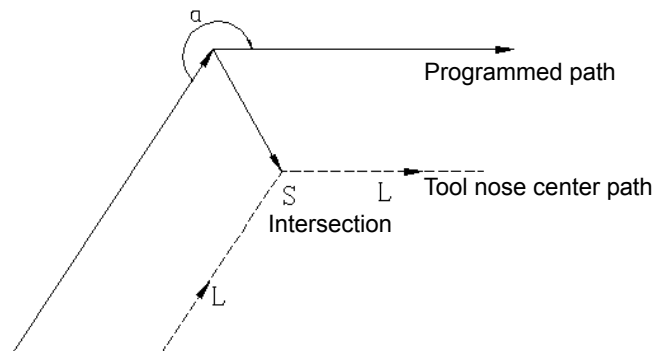 a
Programmed path
S
L
Tool nose center path
Intersection
L